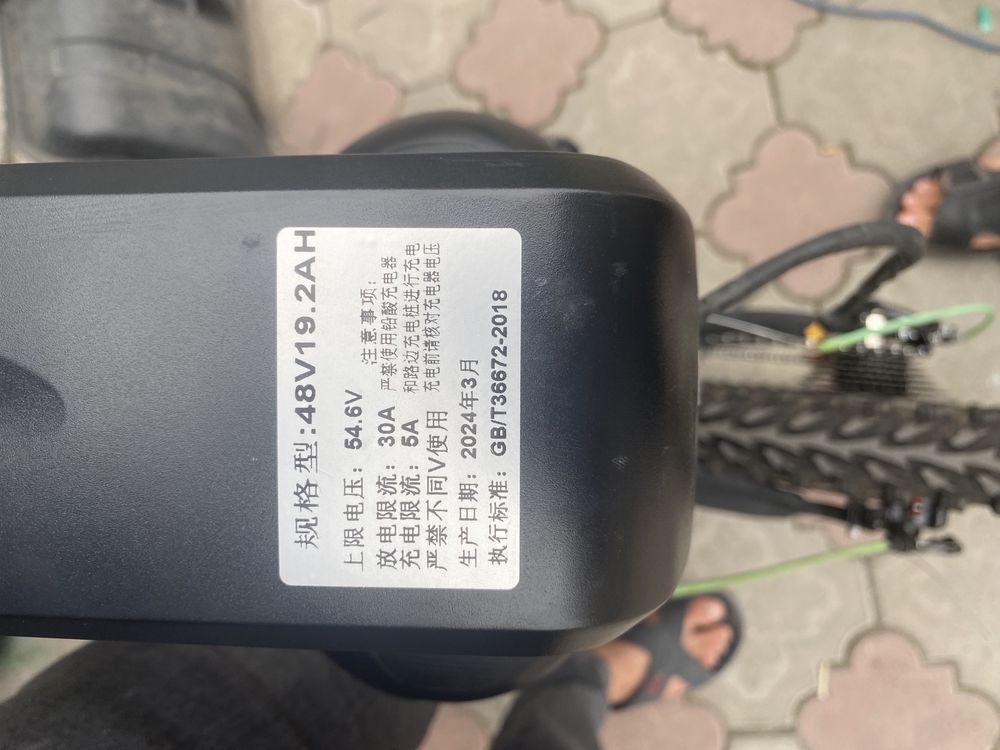 规格型:48V19.2AH
上限电压: 54.6V
放电限流: 30A
充电限流: 5A
严禁不同V使用
生产日期: 2024年3月
执行标准: GB/T36672-2018
注意事项:
严禁使用铅酸充电器
和路边充电桩进行充电
充电前请核对充电器电压